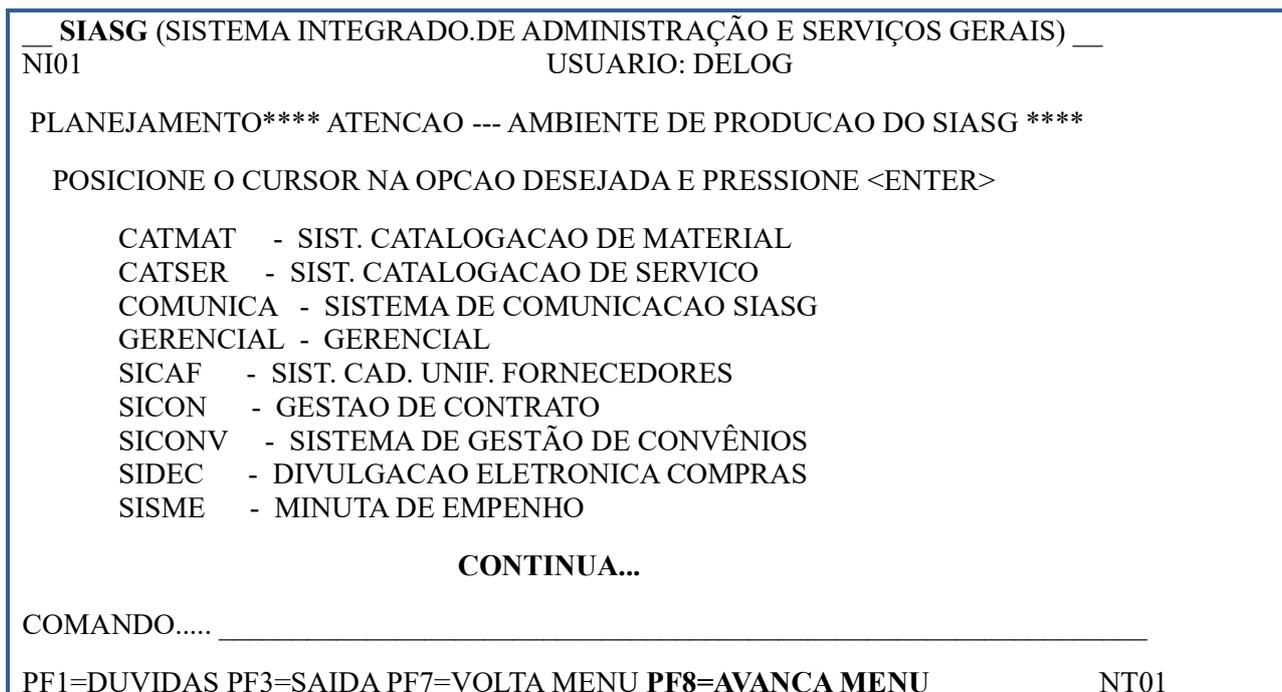 __ SIASG (SISTEMA INTEGRADO.DE ADMINISTRAÇÃO E SERVIÇOS GERAIS) __
NI01 USUARIO: DELOG
PLANEJAMENTO**** ATENCAO --- AMBIENTE DE PRODUCAO DO SIASG ****
POSICIONE O CURSOR NA OPCAO DESEJADA E PRESSIONE <ENTER>
CATMAT - SIST. CATALOGACAO DE MATERIAL
CATSER - SIST. CATALOGACAO DE SERVICO
COMUNICA - SISTEMA DE COMUNICACAO SIASG
GERENCIAL - GERENCIAL
SICAF - SIST. CAD. UNIF. FORNECEDORES
SICON - GESTAO DE CONTRATO
SICONV - SISTEMA DE GESTÃO DE CONVÊNIOS
SIDEC - DIVULGACAO ELETRONICA COMPRAS
SISME - MINUTA DE EMPENHO
CONTINUA...
COMANDO..... ______________________________________________________________
PF1=DUVIDAS PF3=SAIDA PF7=VOLTA MENU PF8=AVANCA MENU NT01